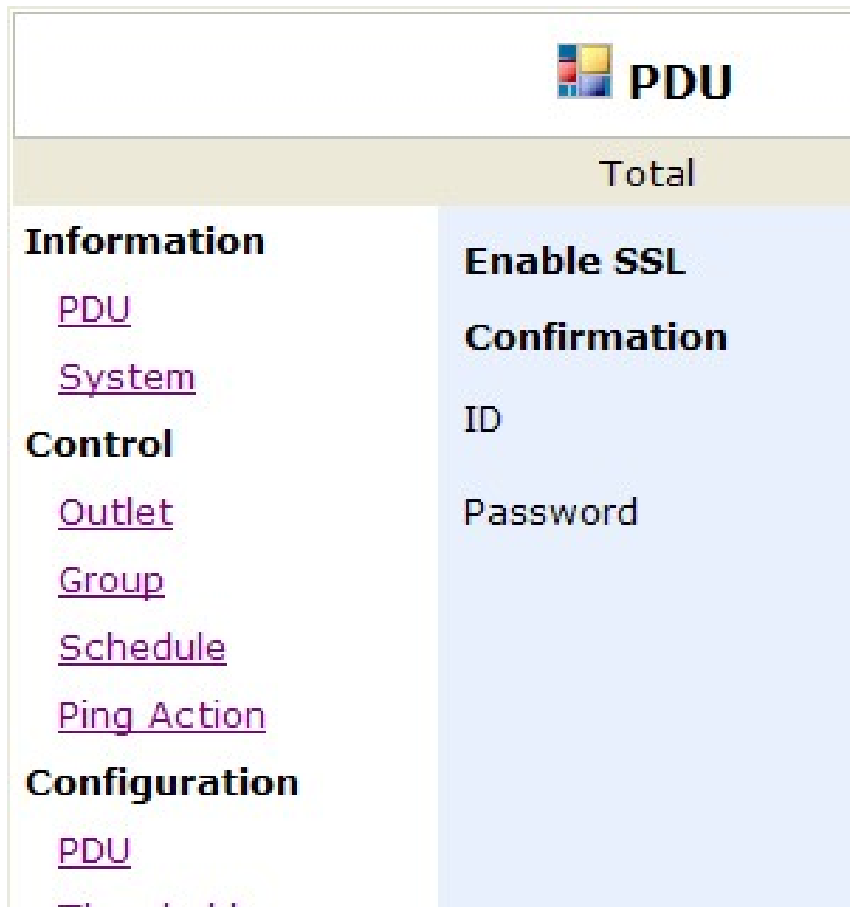 PDU
Total
Information
PDU
System
Control
Outlet
Group
Schedule
Ping Action
Configuration
PDU
Enable SSL
Confirmation
ID
Password